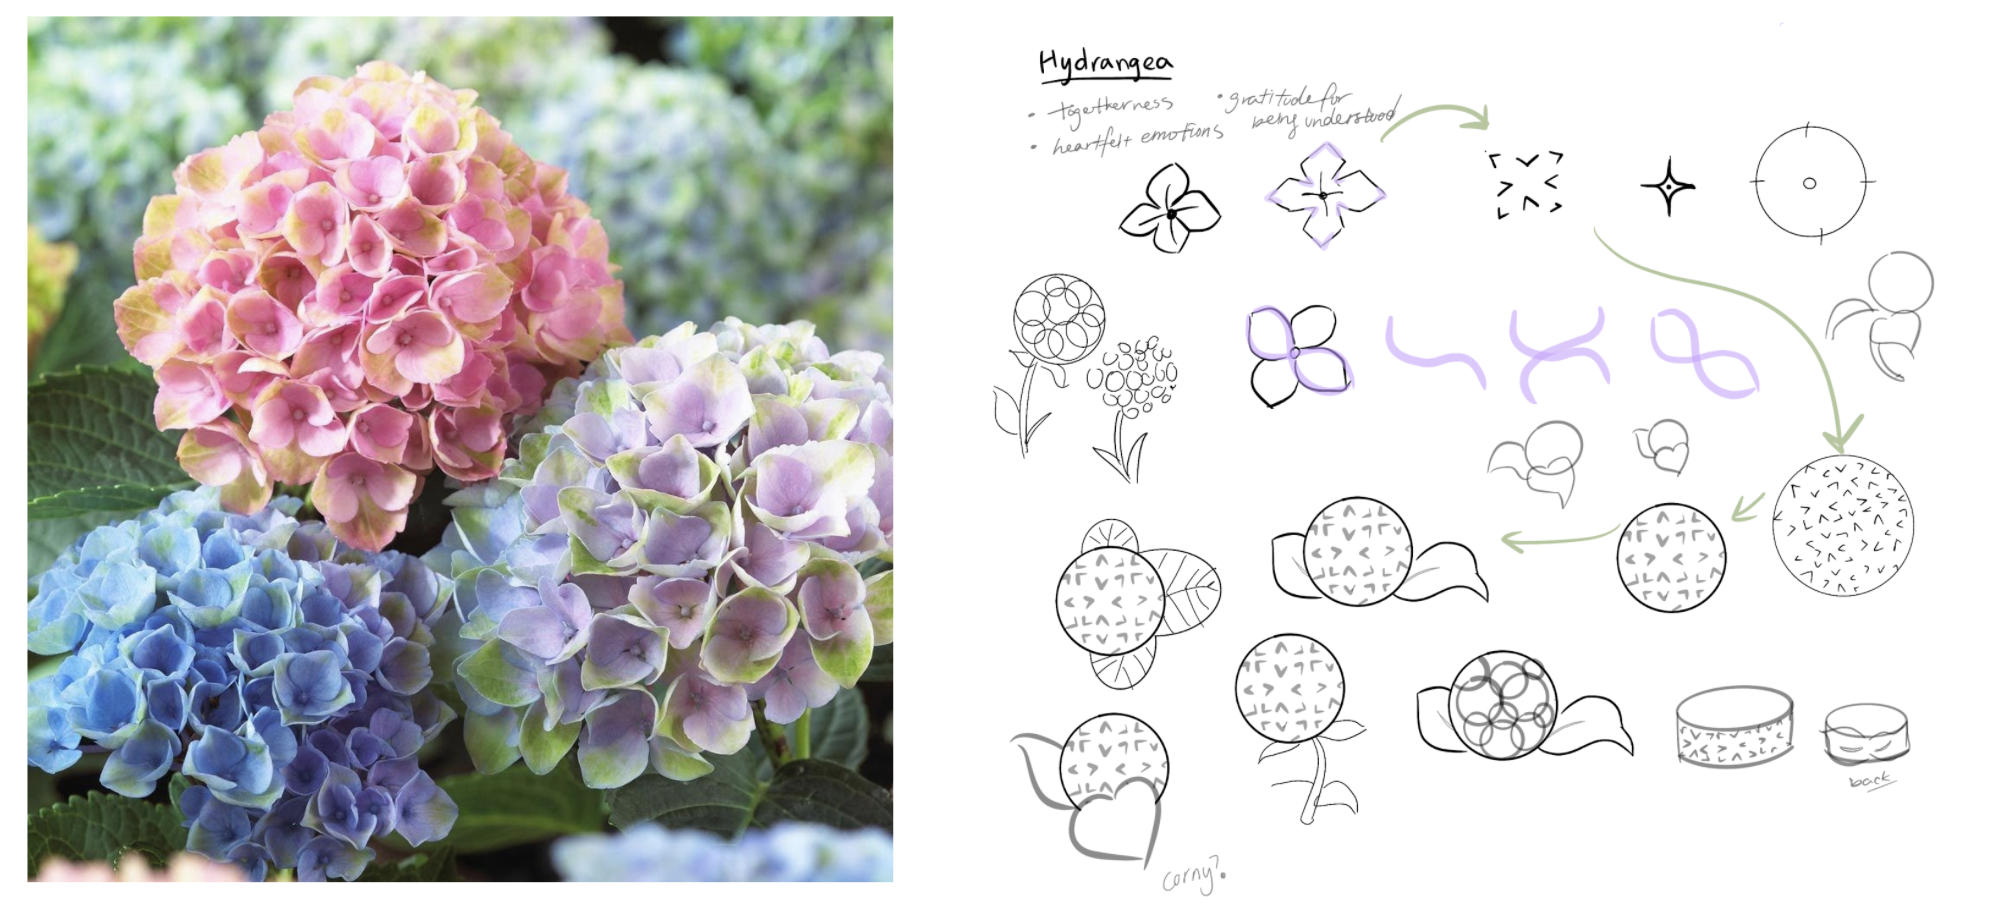 Hydrangea
• togetherness
• heartfelt emotions
• gratitude for
being understood
corny?
back